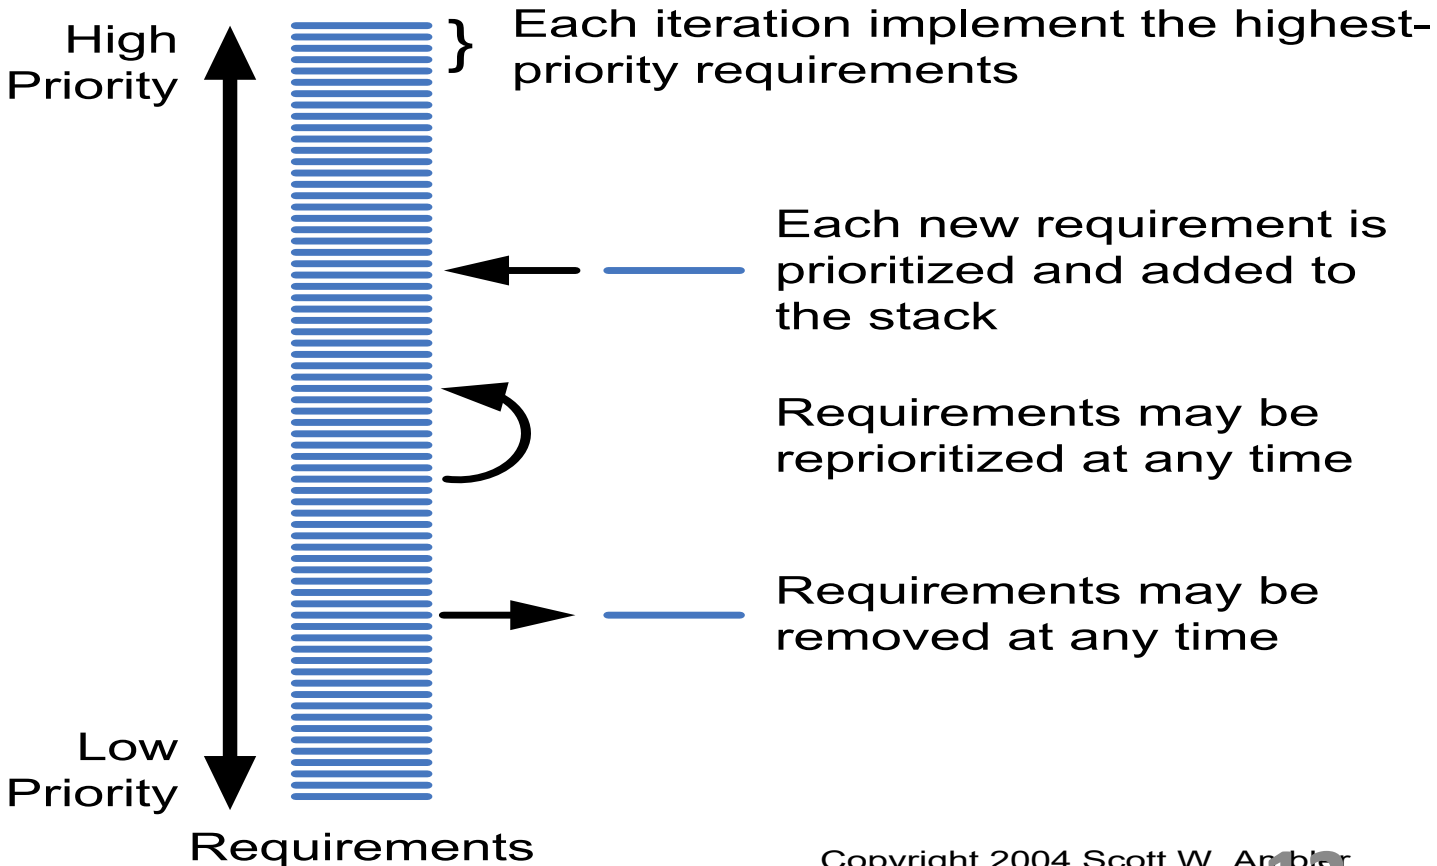 High
Priority
Each iteration implement the highest-
priority requirements
Each new requirement is
prioritized and added to
the stack
Requirements may be
reprioritized at any time
Requirements may be
removed at any time
Low
Priority
Requirements
Copyright 2004 Scott W. Ambler